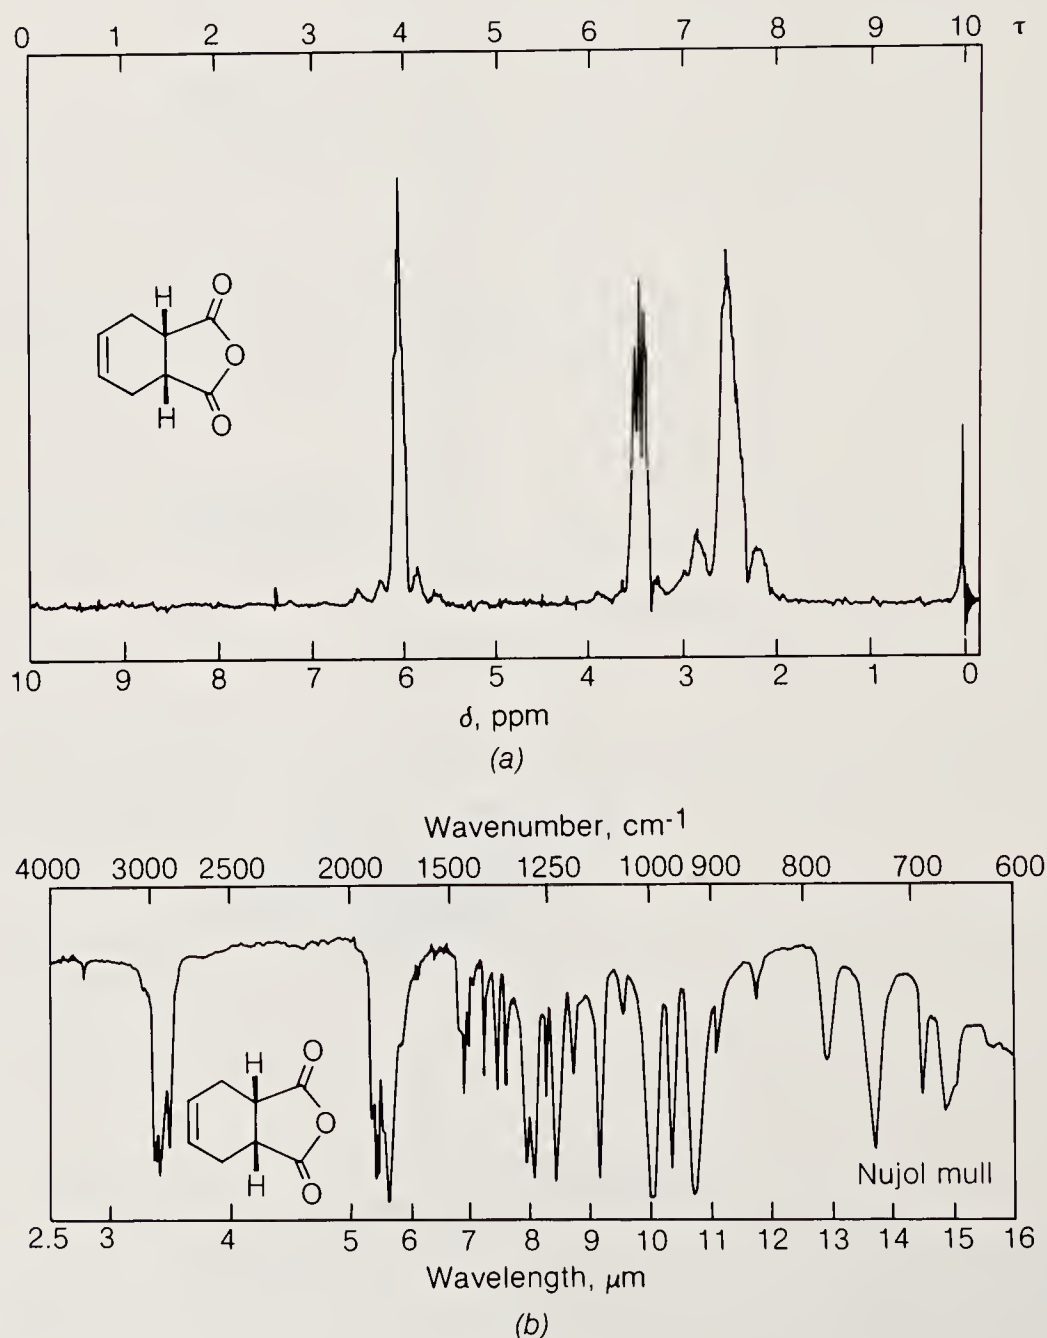 0 1 2 3 4 5 6 7 8 9 10 τ
H
O
O
H
O
10 9 8 7 6 5 4 3 2 1 0
δ, ppm
(a)
Wavenumber, cm-1
4000 3000 2500 2000 1500 1250 1000 900 800 700 600
H
O
O
H
O
Nujol mull
2.5 3 4 5 6 7 8 9 10 11 12 13 14 15 16
Wavelength, μm
(b)